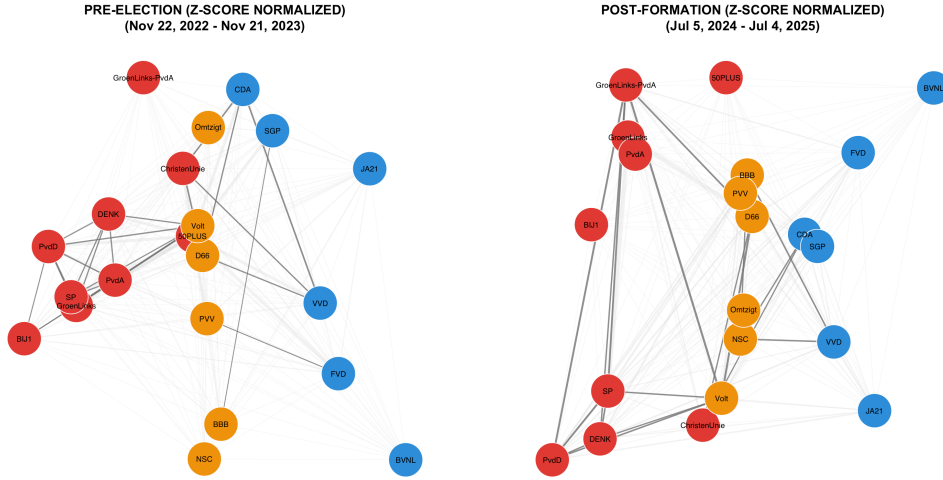 PRE-ELECTION (Z-SCORE NORMALIZED)
(Nov 22, 2022 - Nov 21, 2023)
GroenLinks-PvdA
CDA
Omtzigt
SGP
ChristenUnie
JA21
DENK
Volt
50PLUS
PvdD
D66
PvdA
SP
GroenLinks
VVD
PVV
BIJ1
FVD
BBB
NSC
BVNL
POST-FORMATION (Z-SCORE NORMALIZED)
(Jul 5, 2024 - Jul 4, 2025)
50PLUS
GroenLinks-PvdA
BVNL
GroenLinks
PvdA
FVD
BBB
PVV
D66
BIJ1
CDA
SGP
Omtzigt
NSC
VVD
SP
Volt
JA21
ChristenUnie
DENK
PvdD